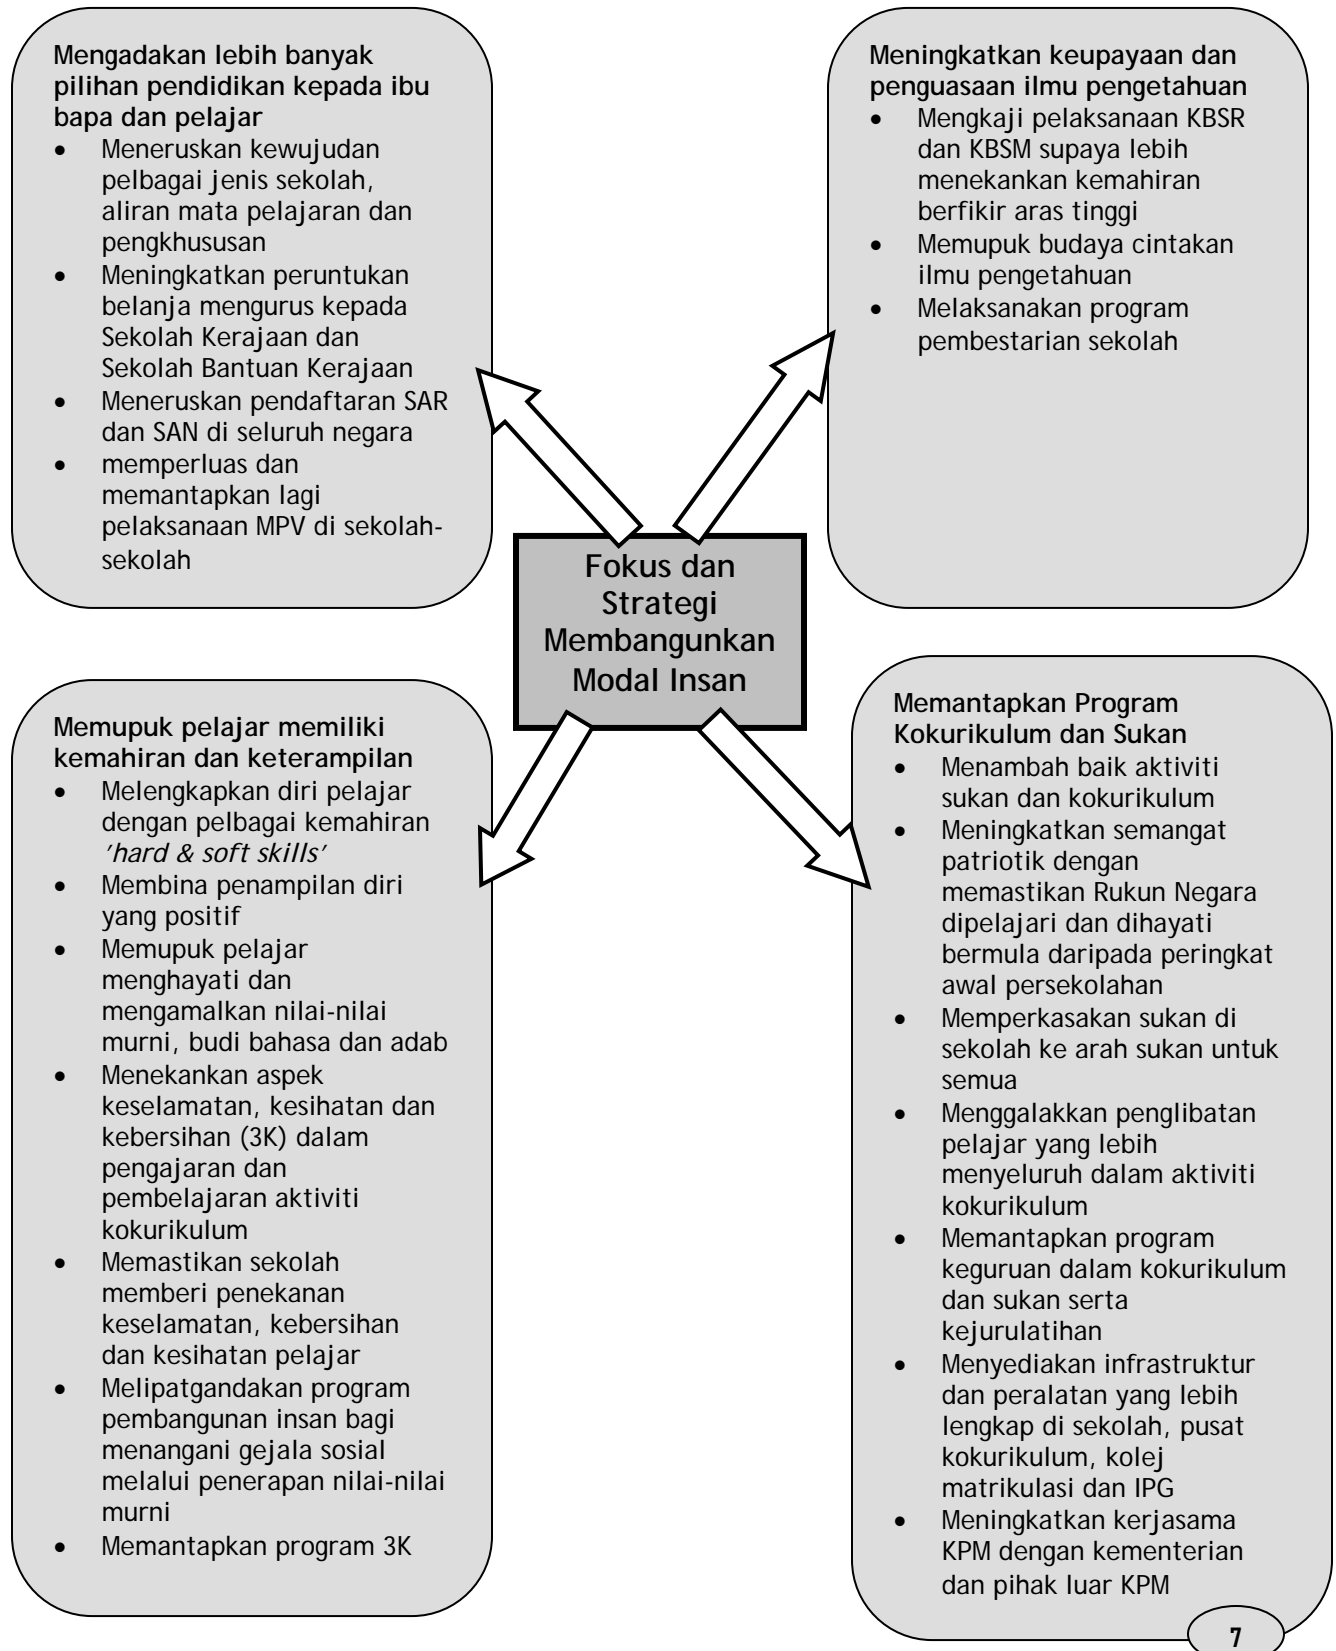 Mengadakan lebih banyak
pilihan pendidikan kepada ibu
bapa dan pelajar
• Meneruskan kewujudan
pelbagai jenis sekolah,
aliran mata pelajaran dan
pengkhususan
• Meningkatkan peruntukan
belanja mengurus kepada
Sekolah Kerajaan dan
Sekolah Bantuan Kerajaan
• Meneruskan pendaftaran SAR
dan SAN di seluruh negara
• memperluas dan
memantapkan lagi
pelaksanaan MPV di sekolah-
sekolah
Meningkatkan keupayaan dan
penguasaan ilmu pengetahuan
• Mengkaji pelaksanaan KBSR
dan KBSM supaya lebih
menekankan kemahiran
berfikir aras tinggi
• Memupuk budaya cintakan
ilmu pengetahuan
• Melaksanakan program
pembestarian sekolah
Fokus dan
Strategi
Membangunkan
Modal Insan
Memupuk pelajar memiliki
kemahiran dan keterampilan
• Melengkapkan diri pelajar
dengan pelbagai kemahiran
'hard & soft skills'
• Membina penampilan diri
yang positif
• Memupuk pelajar
menghayati dan
mengamalkan nilai-nilai
murni, budi bahasa dan adab
• Menekankan aspek
keselamatan, kesihatan dan
kebersihan (3K) dalam
pengajaran dan
pembelajaran aktiviti
kokurikulum
• Memastikan sekolah
memberi penekanan
keselamatan, kebersihan
dan kesihatan pelajar
• Melipatgandakan program
pembangunan insan bagi
menangani gejala sosial
melalui penerapan nilai-nilai
murni
• Memantapkan program 3K
Memantapkan Program
Kokurikulum dan Sukan
• Menambah baik aktiviti
sukan dan kokurikulum
• Meningkatkan semangat
patriotik dengan
memastikan Rukun Negara
dipelajari dan dihayati
bermula daripada peringkat
awal persekolahan
• Memperkasakan sukan di
sekolah ke arah sukan untuk
semua
• Menggalakkan penglibatan
pelajar yang lebih
menyeluruh dalam aktiviti
kokurikulum
• Memantapkan program
keguruan dalam kokurikulum
dan sukan serta
kejurulatihan
• Menyediakan infrastruktur
dan peralatan yang lebih
lengkap di sekolah, pusat
kokurikulum, kolej
matrikulasi dan IPG
• Meningkatkan kerjasama
KPM dengan kementerian
dan pihak luar KPM
7